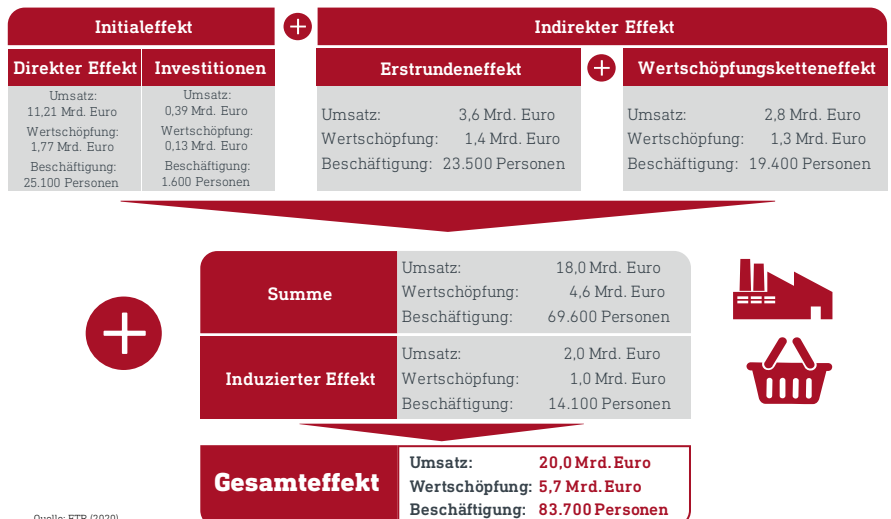 Initialeffekt
Indirekter Effekt
Direkter Effekt
Investitionen
Erstrundeneffekt
Wertschöpfungsketteneffekt
Umsatz:
11,21 Mrd. Euro
Wertschöpfung:
1,77 Mrd. Euro
Beschäftigung:
25.100 Personen
Umsatz:
0,39 Mrd. Euro
Wertschöpfung:
0,13 Mrd. Euro
Beschäftigung:
1.600 Personen
Umsatz: 3,6 Mrd. Euro
Wertschöpfung: 1,4 Mrd. Euro
Beschäftigung: 23.500 Personen
Umsatz: 2,8 Mrd. Euro
Wertschöpfung: 1,3 Mrd. Euro
Beschäftigung: 19.400 Personen
Summe
Umsatz: 18,0 Mrd. Euro
Wertschöpfung: 4,6 Mrd. Euro
Beschäftigung: 69.600 Personen
Induzierter Effekt
Umsatz: 2,0 Mrd. Euro
Wertschöpfung: 1,0 Mrd. Euro
Beschäftigung: 14.100 Personen
Gesamteffekt
Umsatz: 20,0 Mrd. Euro
Wertschöpfung: 5,7 Mrd. Euro
Beschäftigung: 83.700 Personen
Quelle: (2020)